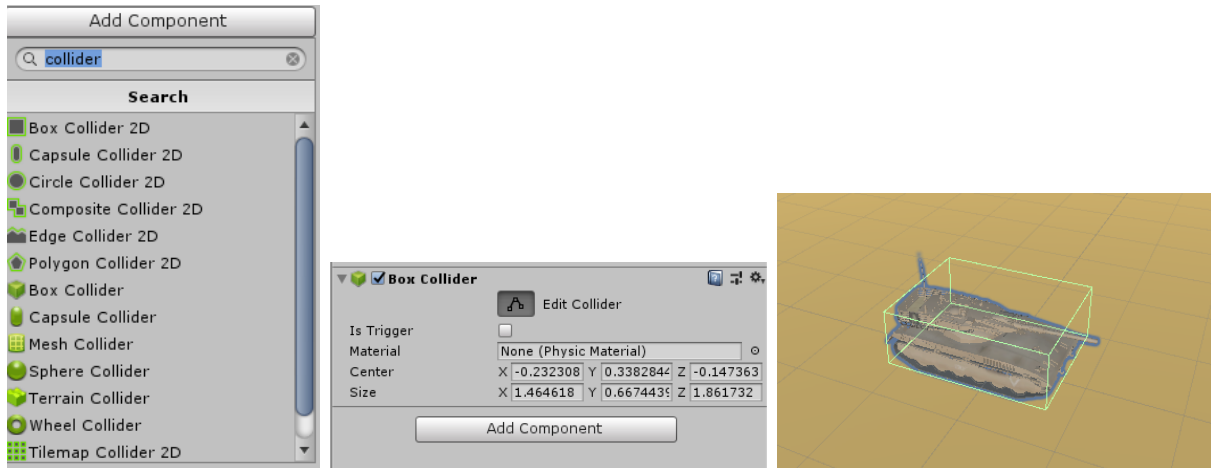 Add Component
collider
Search
Box Collider 2D
Capsule Collider 2D
Circle Collider 2D
Composite Collider 2D
Edge Collider 2D
Polygon Collider 2D
Box Collider
Capsule Collider
Mesh Collider
Sphere Collider
Terrain Collider
Wheel Collider
Tilemap Collider 2D
Box Collider
Edit Collider
Is Trigger
Material None (Physic Material)
Center X -0.232308 Y 0.3382844 Z -0.147363
Size X 1.464618 Y 0.6674439 Z 1.861732
Add Component